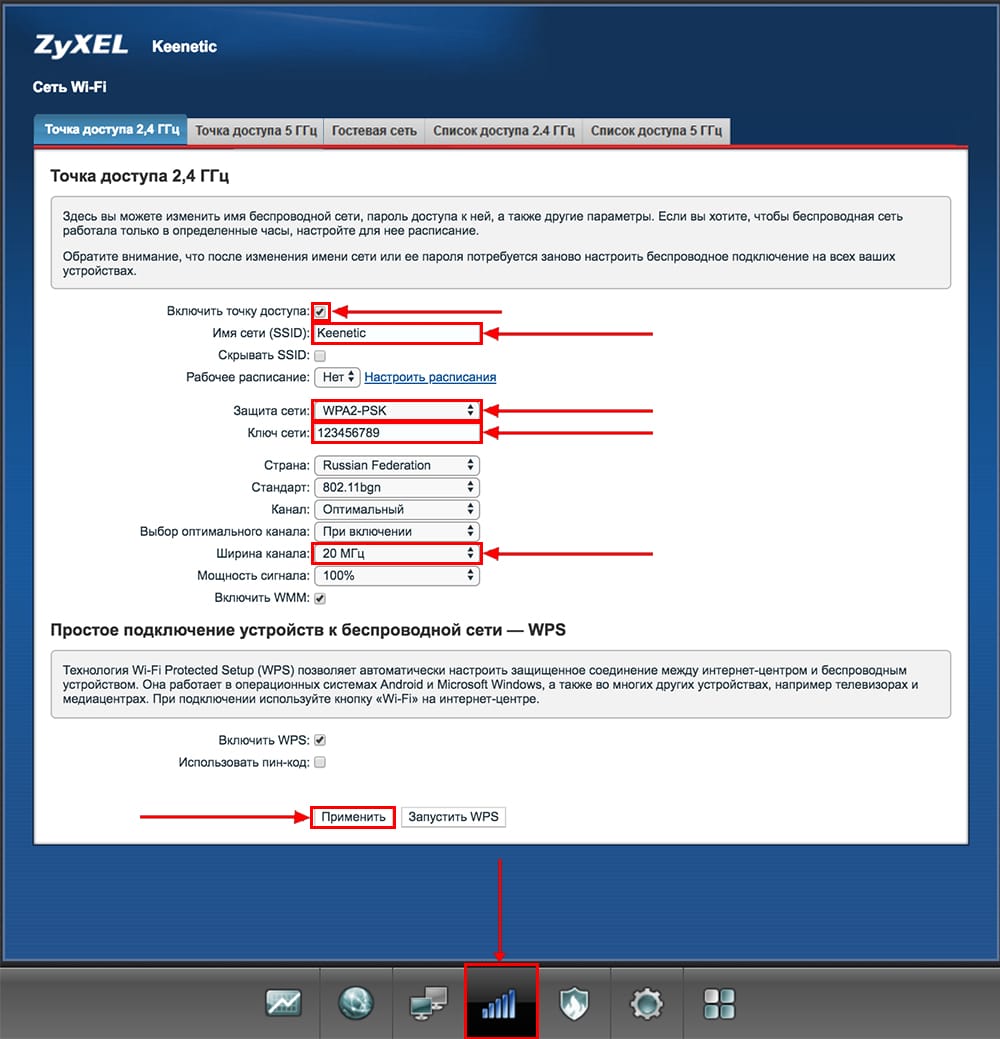 ZyXEL Keenetic
Сеть Wi-Fi
Точка доступа 2,4 ГГц Точка доступа 5 ГГц Гостевая сеть Список доступа 2.4 ГГц Список доступа 5 ГГц
Точка доступа 2,4 ГГц
Здесь вы можете изменить имя беспроводной сети, пароль доступа к ней, а также другие параметры. Если вы хотите, чтобы беспроводная сеть
работала только в определенные часы, настройте для нее расписание.
Обратите внимание, что после изменения имени сети или ее пароля потребуется заново настроить беспроводное подключение на всех ваших
устройствах.
Включить точку доступа:
Имя сети (SSID): Keenetic
Скрывать SSID:
Рабочее расписание: Нет Настроить расписания
Защита сети: WPA2-PSK
Ключ сети: 123456789
Страна: Russian Federation
Стандарт: 802.11bgn
Канал: Оптимальный
Выбор оптимального канала: При включении
Ширина канала: 20 МГц
Мощность сигнала: 100%
Включить WMM:
Простое подключение устройств к беспроводной сети — WPS
Технология Wi-Fi Protected Setup (WPS) позволяет автоматически настроить защищенное соединение между интернет-центром и беспроводным
устройством. Она работает в операционных системах Android и Microsoft Windows, а также во многих других устройствах, например телевизорах и
медиацентрах. При подключении используйте кнопку «Wi-Fi» на интернет-центре.
Включить WPS:
Использовать пин-код:
Применить Запустить WPS